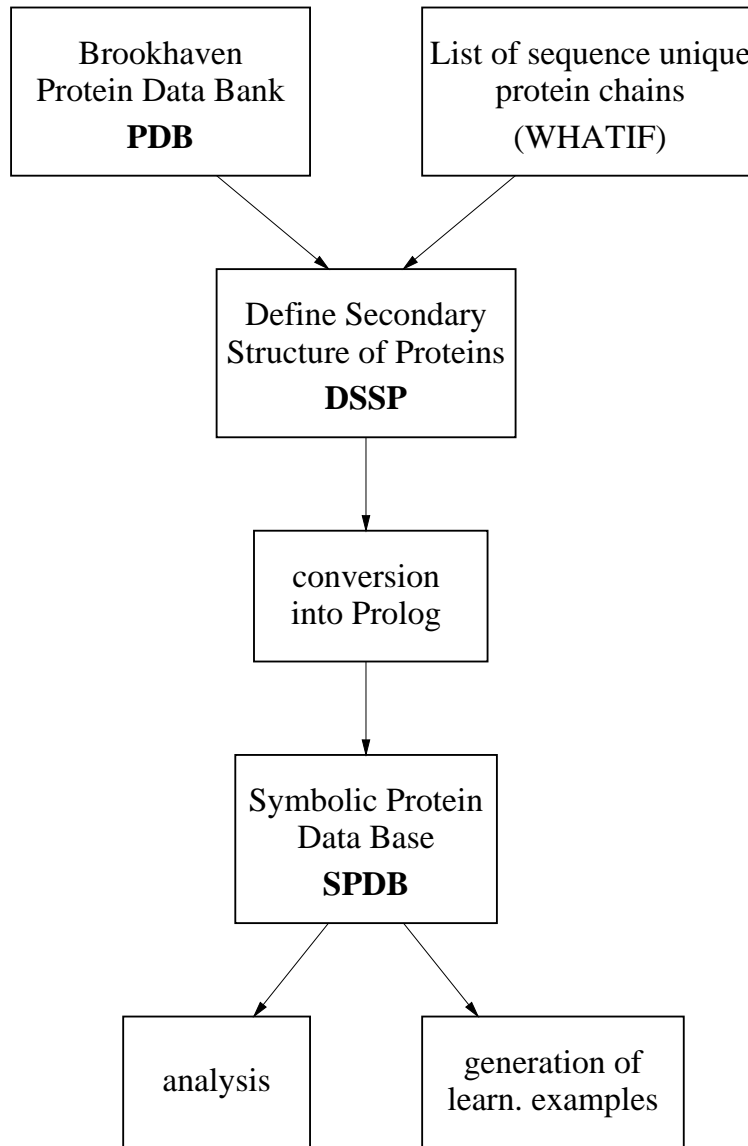 Brookhaven
Protein Data Bank
PDB
List of sequence unique
protein chains
(WHATIF)
Define Secondary
Structure of Proteins
DSSP
conversion
into Prolog
Symbolic Protein
Data Base
SPDB
analysis
generation of
learn. examples